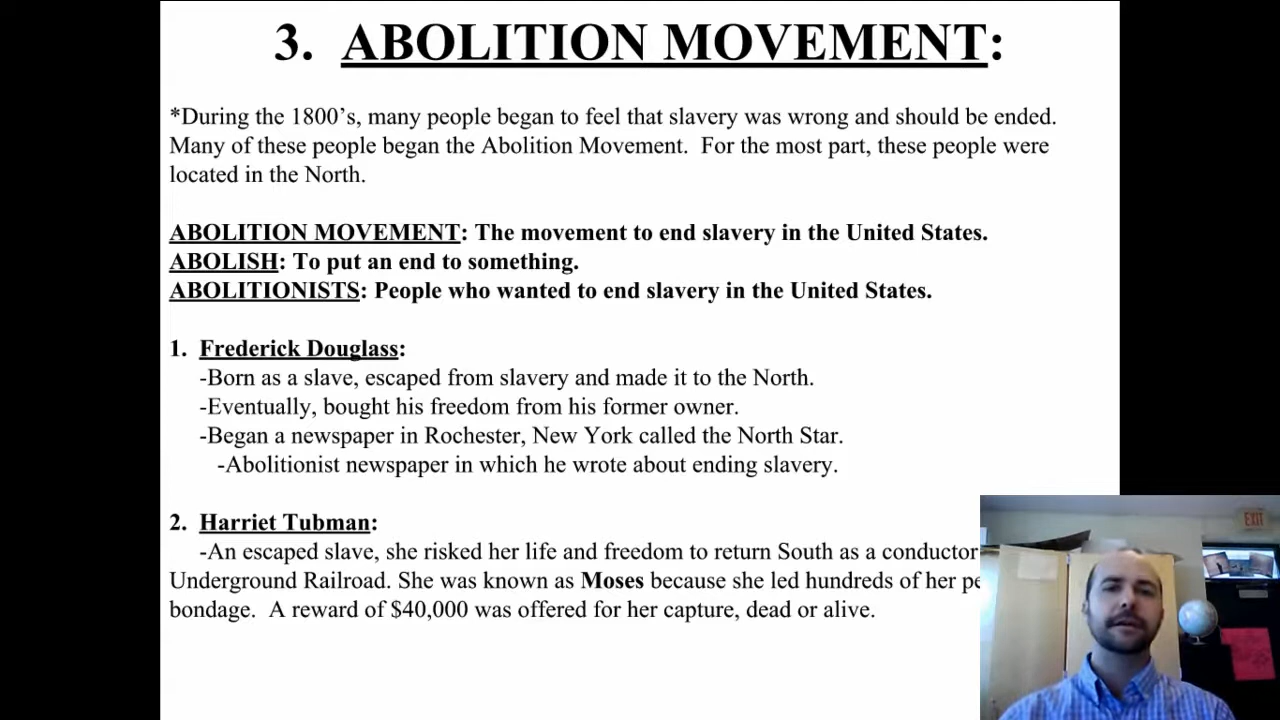 3. ABOLITION MOVEMENT:
*During the 1800’s, many people began to feel that slavery was wrong and should be ended.
Many of these people began the Abolition Movement. For the most part, these people were
located in the North.
ABOLITION MOVEMENT: The movement to end slavery in the United States.
ABOLISH: To put an end to something.
ABOLITIONISTS: People who wanted to end slavery in the United States.
1. Frederick Douglass:
-Born as a slave, escaped from slavery and made it to the North.
-Eventually, bought his freedom from his former owner.
-Began a newspaper in Rochester, New York called the North Star.
-Abolitionist newspaper in which he wrote about ending slavery.
2. Harriet Tubman:
-An escaped slave, she risked her life and freedom to return South as a conductor
Underground Railroad. She was known as Moses because she led hundreds of her pe
bondage. A reward of $40,000 was offered for her capture, dead or alive.
EXIT